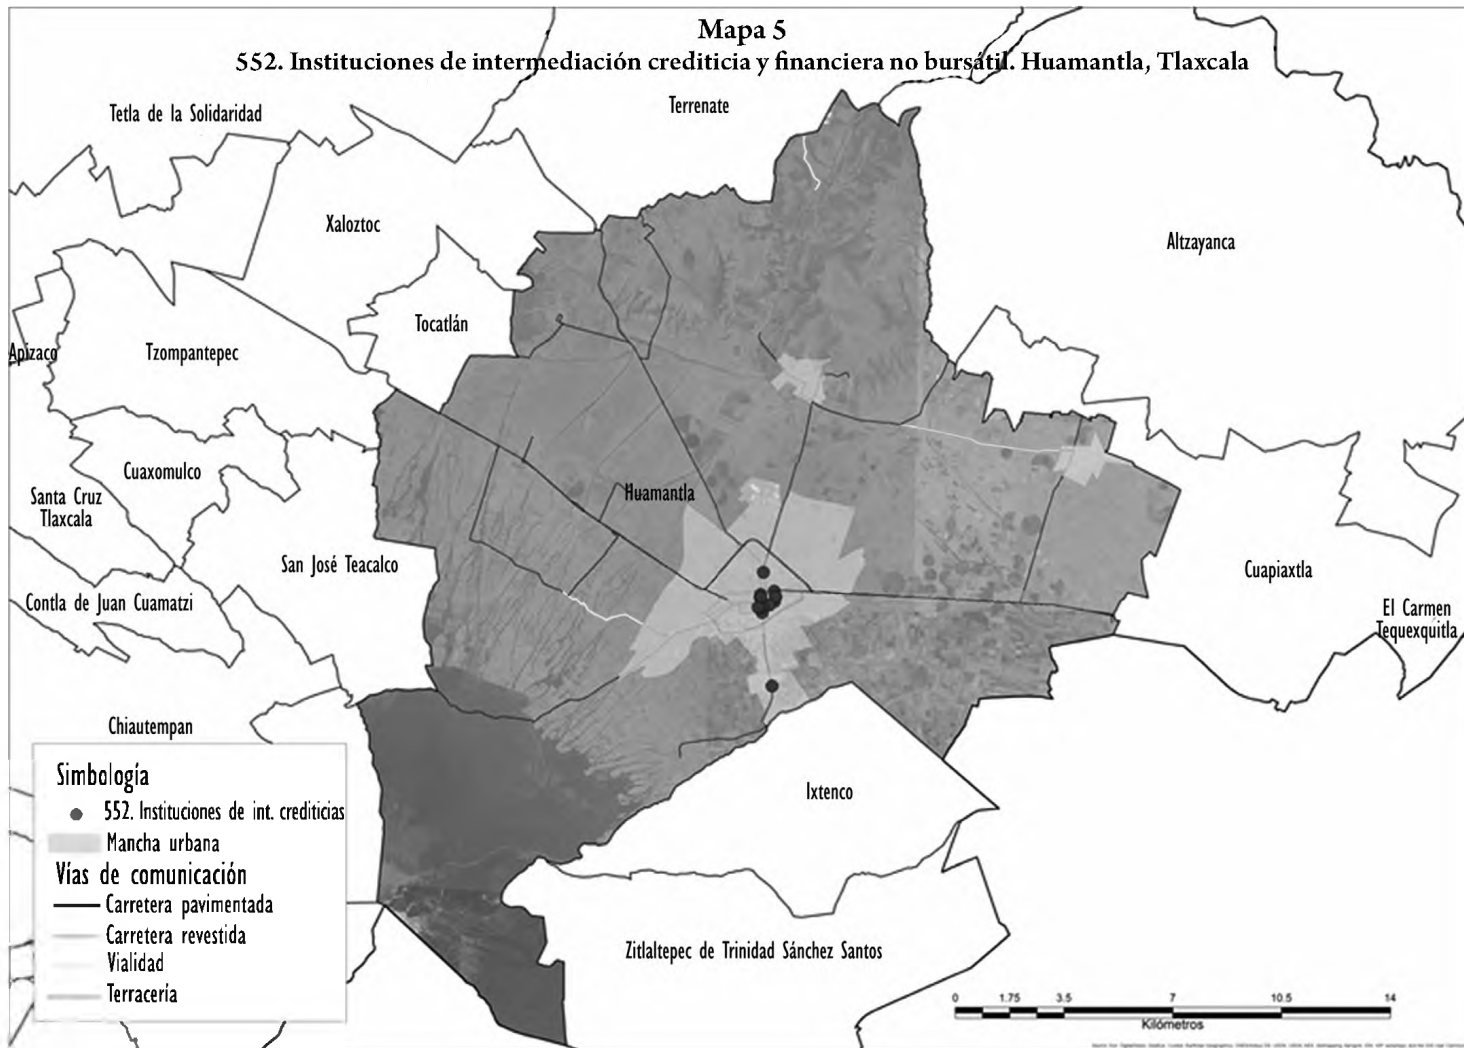 Mapa 5
552. Instituciones de intermediación crediticia y financiera no bursátil. Huamantla, Tlaxcala
Tetla de la Solidaridad
Terrenate
Xaloztoc
Altzayanca
Tocatlán
Apizaco
Tzompantepec
Cuaxomulco
Santa Cruz
Tlaxcala
Huamantla
San José Teacalco
Cuapiaxtla
Contla de Juan Cuamatzi
El Carmen
Tequexquitla
Chiautempan
Ixtenco
Zitlaltepec de Trinidad Sánchez Santos
Simbología
552. Instituciones de int. crediticias
Mancha urbana
Vías de comunicación
Carretera pavimentada
Carretera revestida
Vialidad
Terracería
0 1.75 3.5 7 10.5 14
Kilómetros